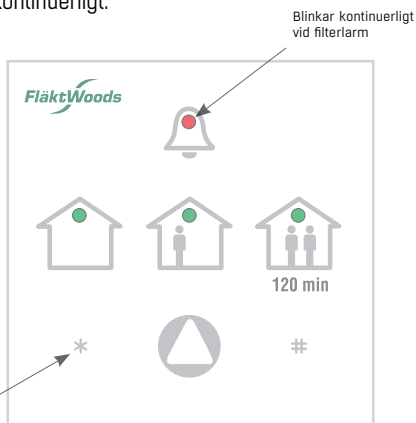 kontinuerligt.
Blinkar kontinuerligt
vid filterlarm
FläktWoods
120 min
* #